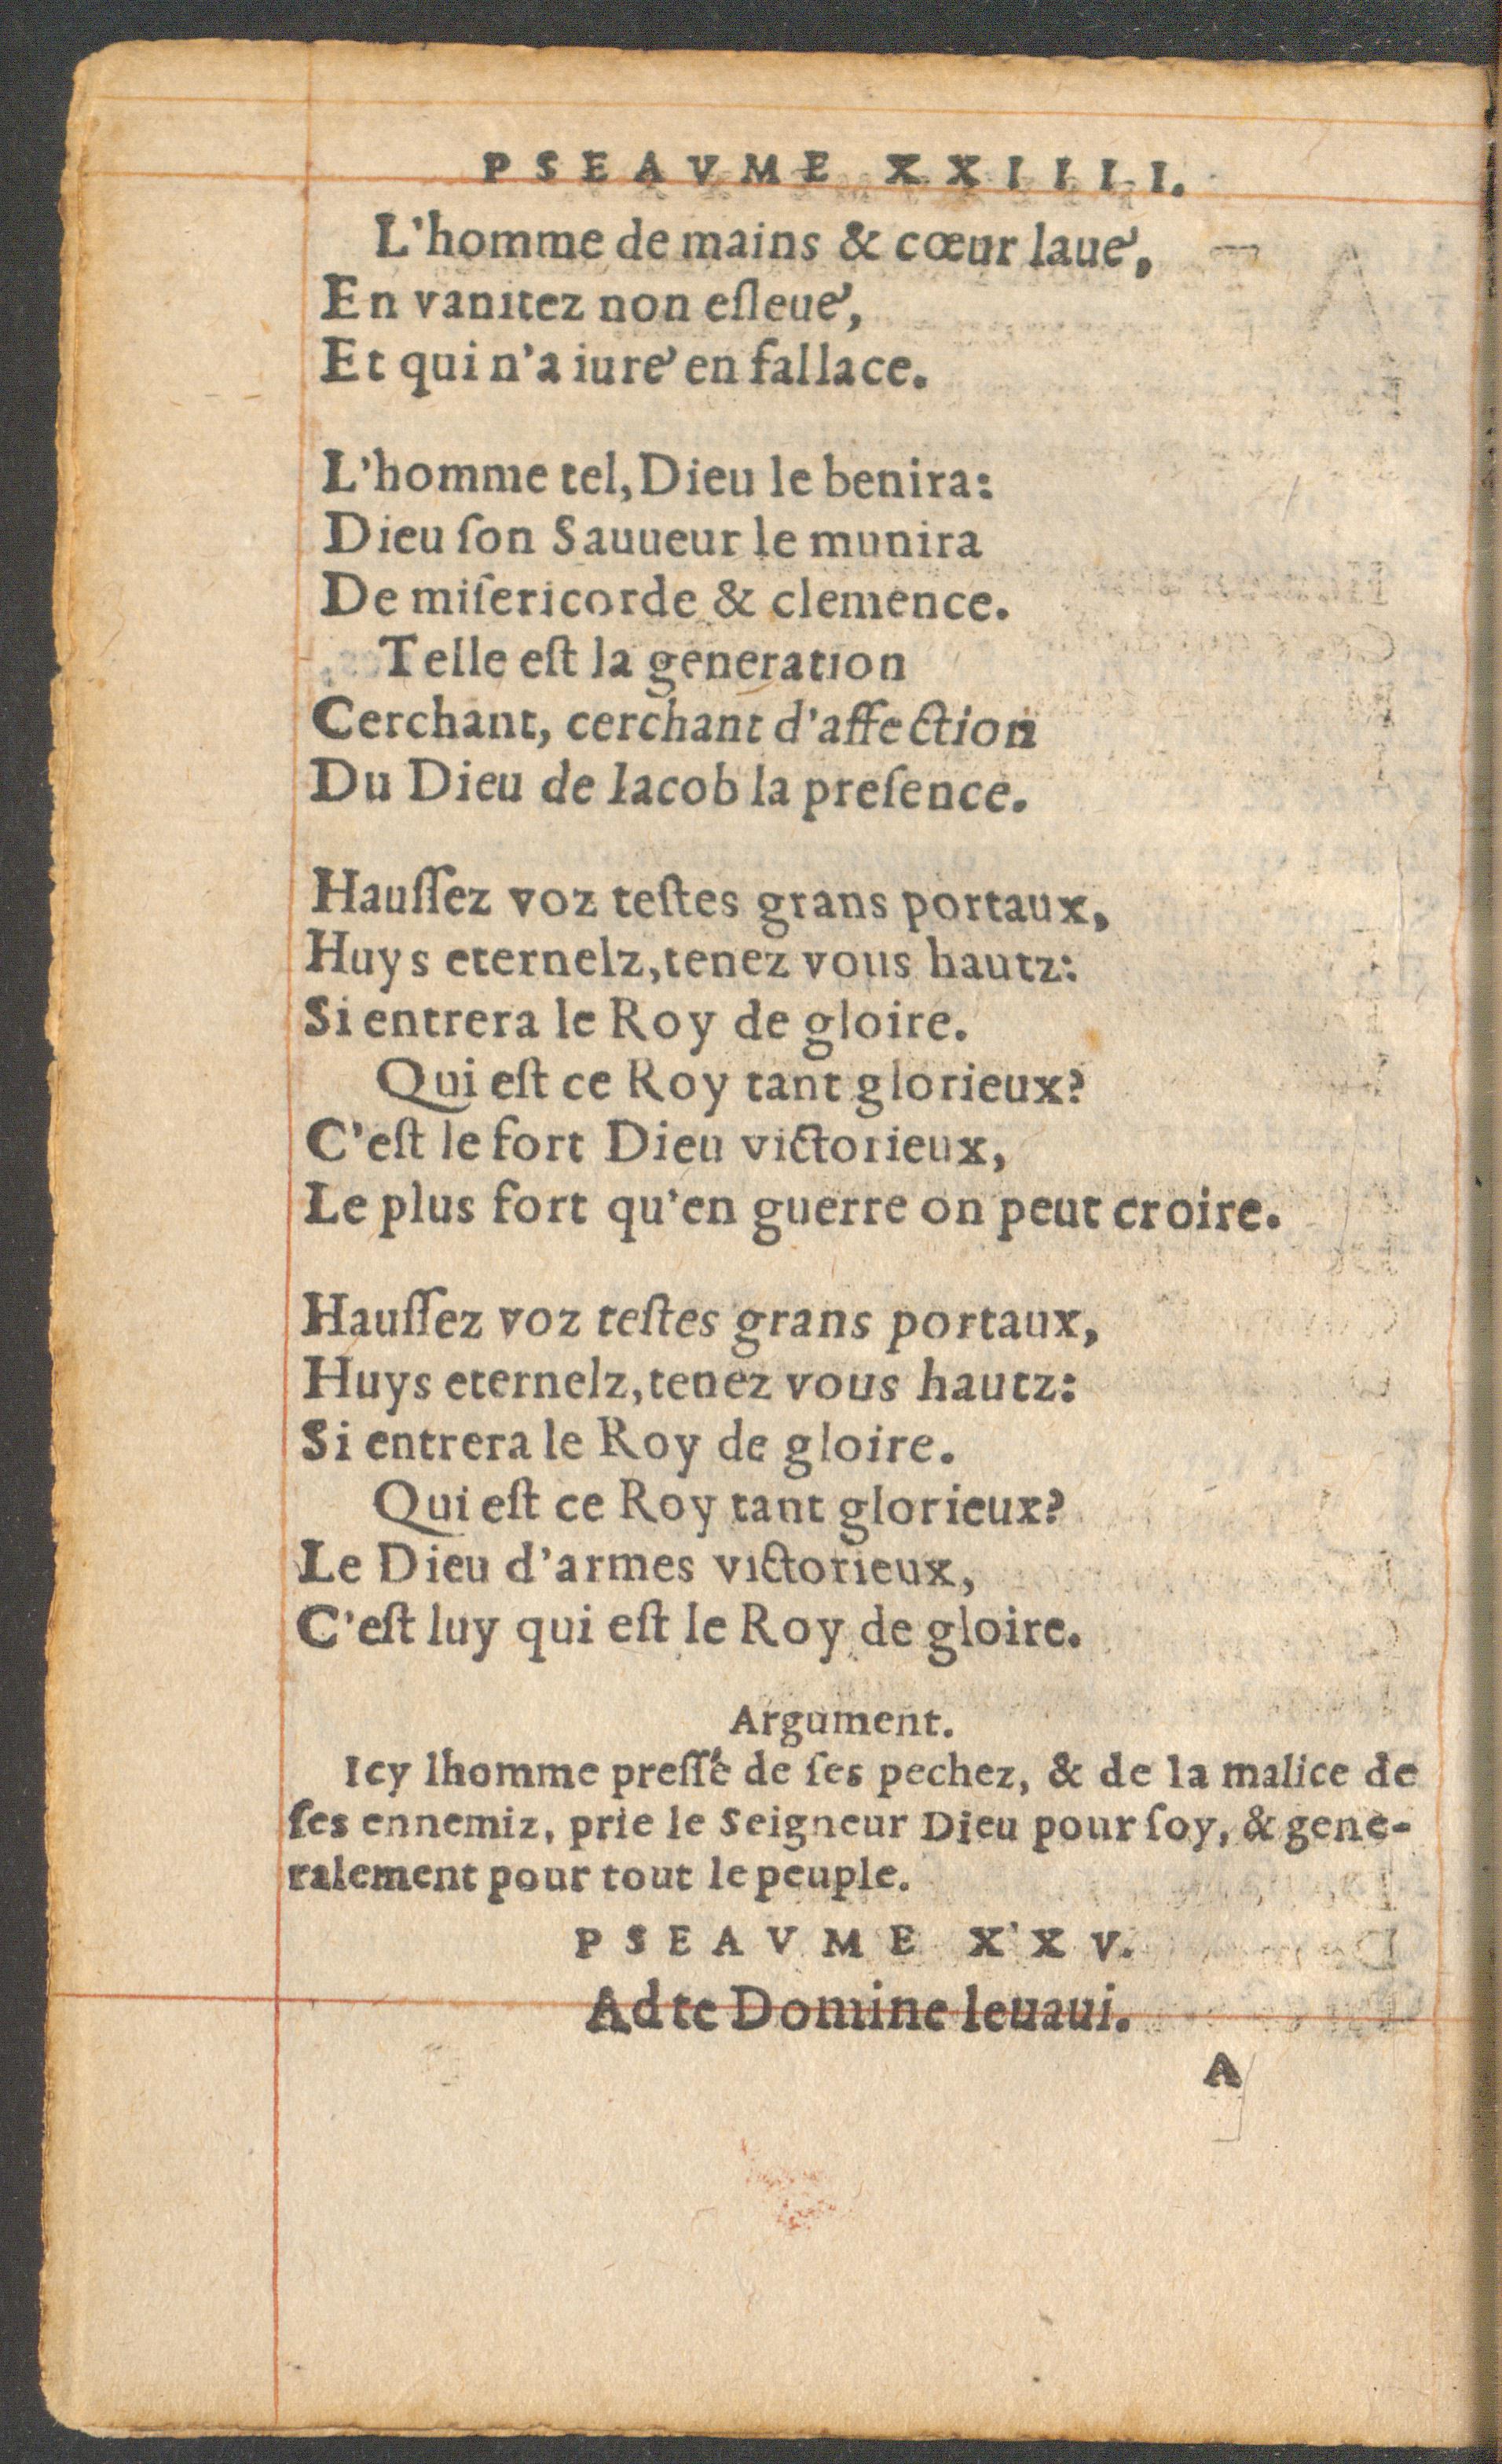 PSEAVME XXIIII.
L'homme de mains & cœur laué,
En vanitez non eſleué,
Et qui n'a iuré en fallace.
L'homme tel, Dieu le benira:
Dieu ſon Sauueur le munira
De miſericorde & clemence.
Telle eſt la generation
Cerchant, cerchant d'affection
Du Dieu de Iacob la preſence.
Hauſſez voz teſtes grans portaux,
Huys eternelz, tenez vous hautz:
Si entrera le Roy de gloire.
Qui eſt ce Roy tant glorieux?
C'eſt le fort Dieu victorieux,
Le plus fort qu'en guerre on peut croire.
Hauſſez voz teſtes grans portaux,
Huys eternelz, tenez vous hautz:
Si entrera le Roy de gloire.
Qui eſt ce Roy tant glorieux?
Le Dieu d'armes victorieux,
C'eſt luy qui eſt le Roy de gloire.
Argument.
Icy lhomme preſſé de ſes pechez, & de la malice de
ſes ennemiz, prie le Seigneur Dieu pour ſoy, & gene-
ralement pour tout le peuple.
PSEAVME XXV.
Ad te Domine leuaui.
A